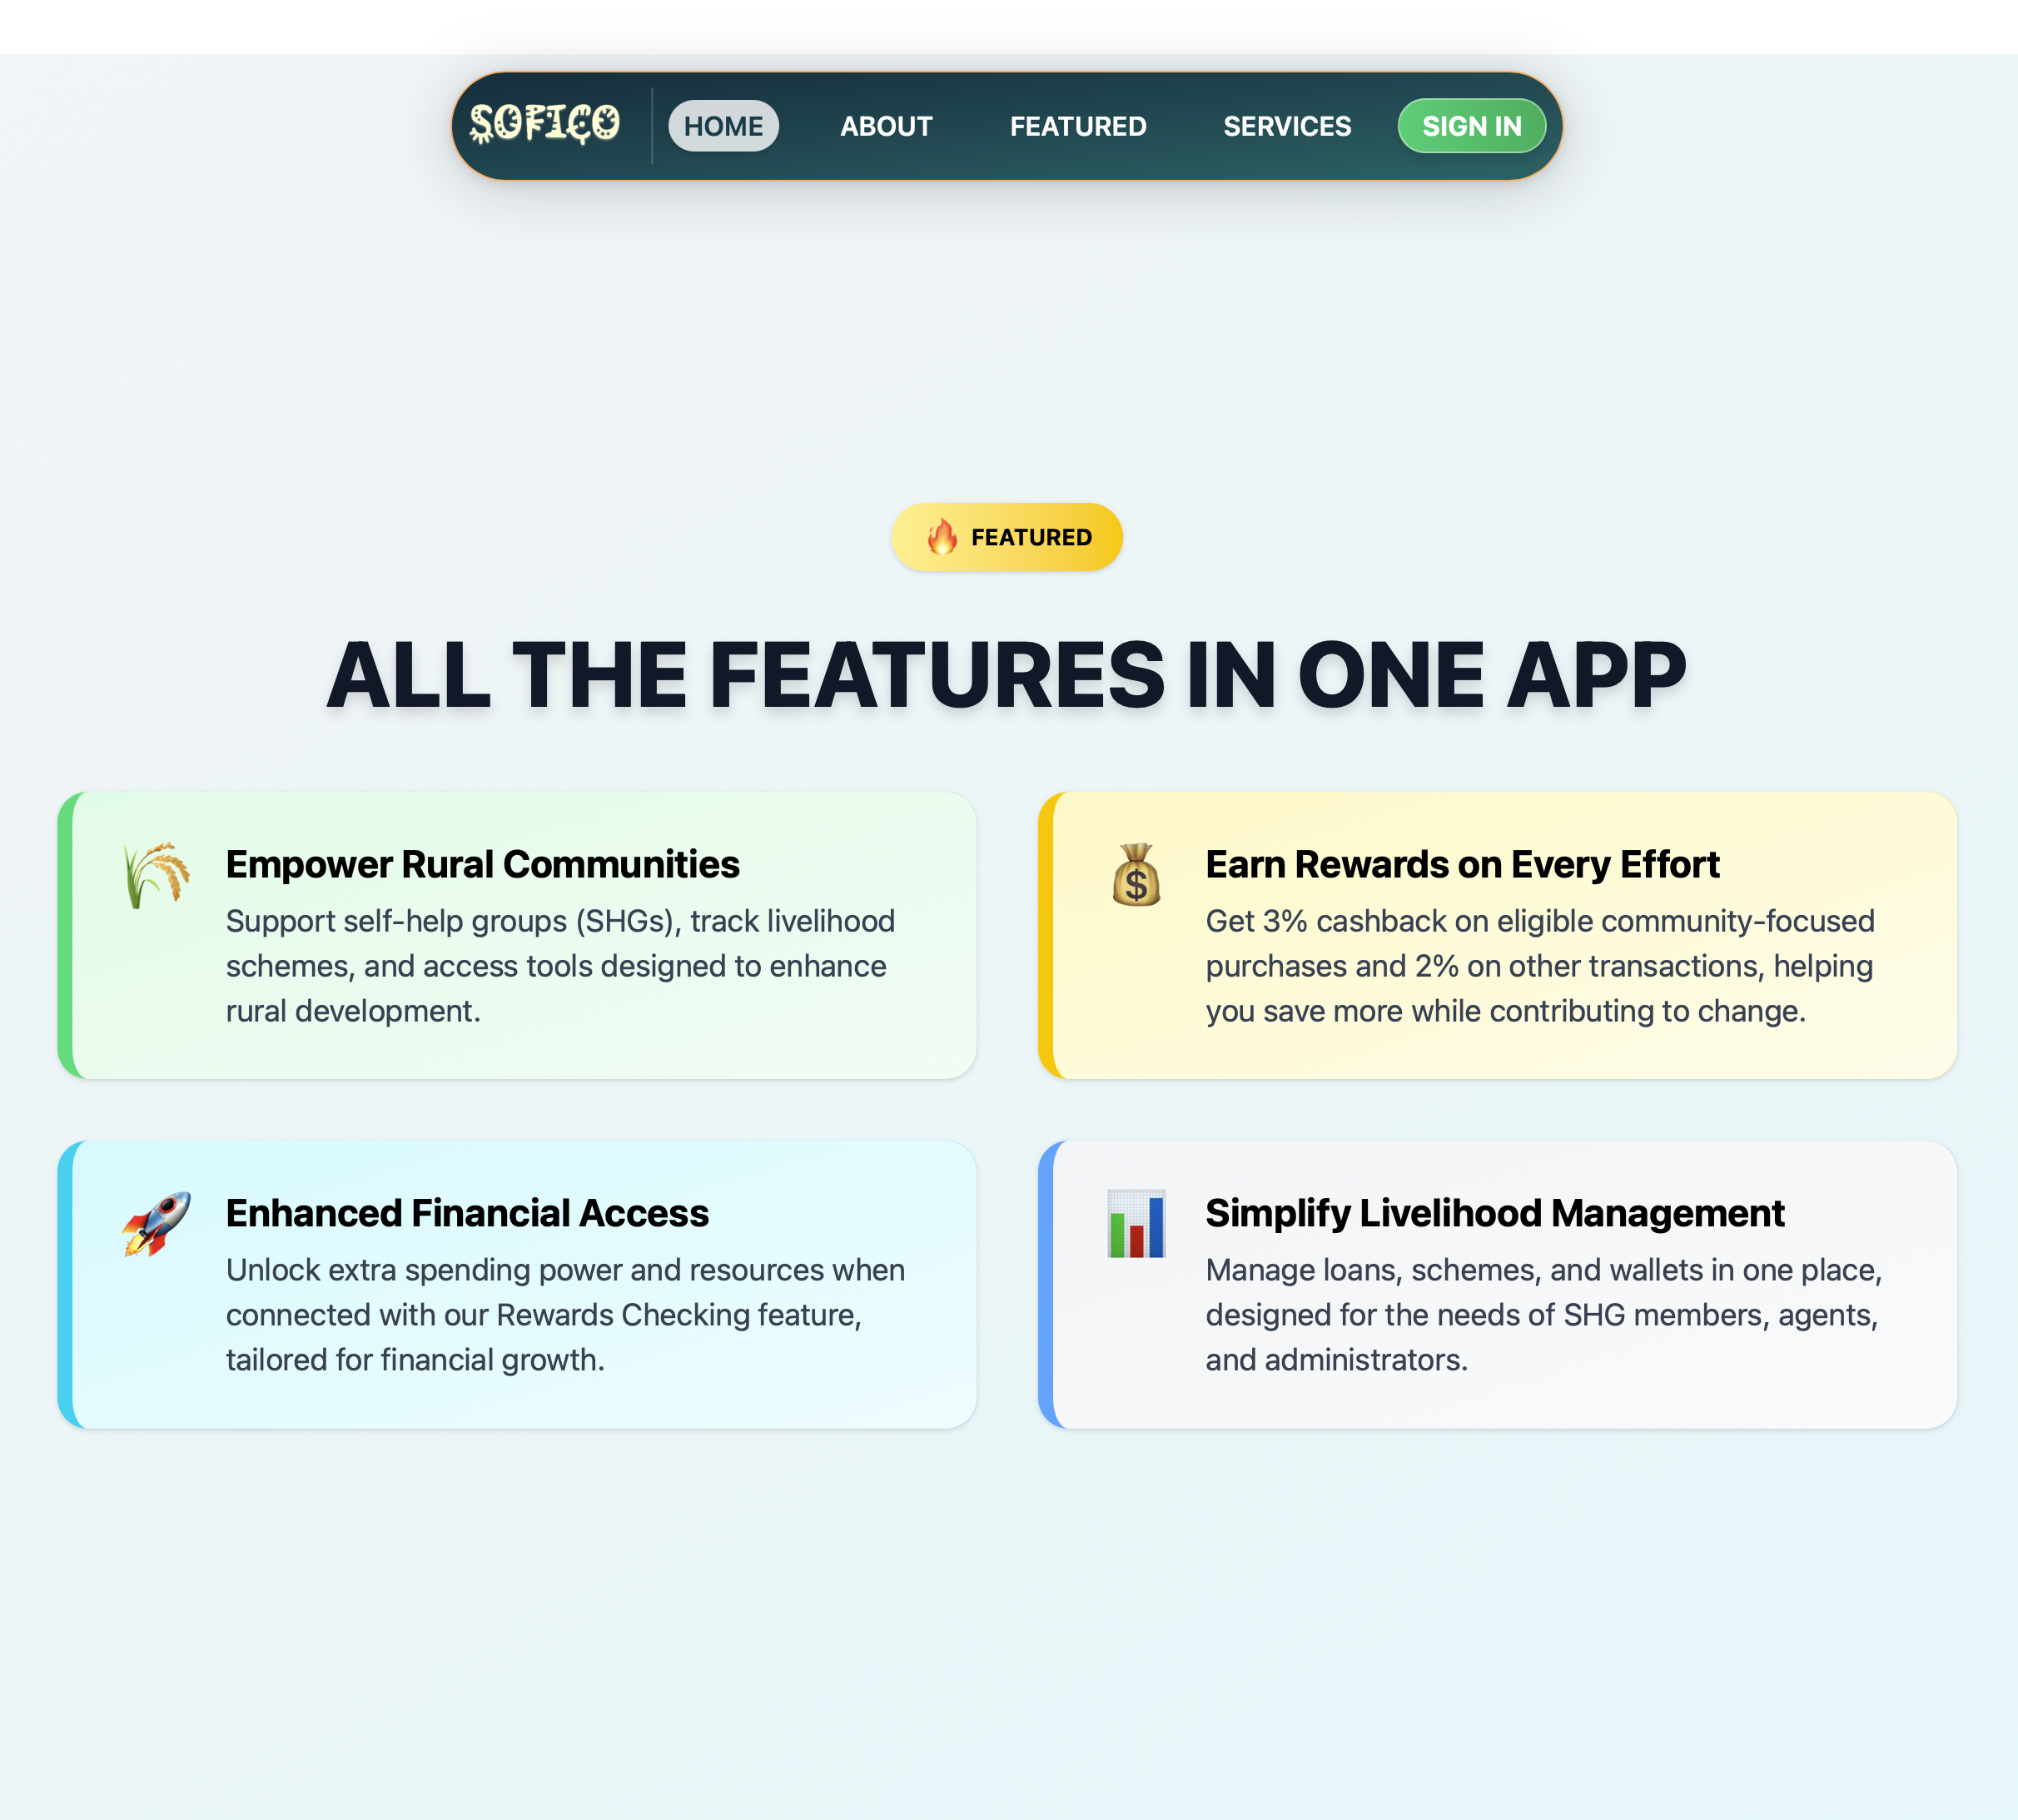 SOFICO
HOME
ABOUT
FEATURED
SERVICES
SIGN IN
FEATURED
ALL THE FEATURES IN ONE APP
Empower Rural Communities
Support self-help groups (SHGs), track livelihood
schemes, and access tools designed to enhance
rural development.
Earn Rewards on Every Effort
Get 3% cashback on eligible community-focused
purchases and 2% on other transactions, helping
you save more while contributing to change.
Enhanced Financial Access
Unlock extra spending power and resources when
connected with our Rewards Checking feature,
tailored for financial growth.
Simplify Livelihood Management
Manage loans, schemes, and wallets in one place,
designed for the needs of SHG members, agents,
and administrators.